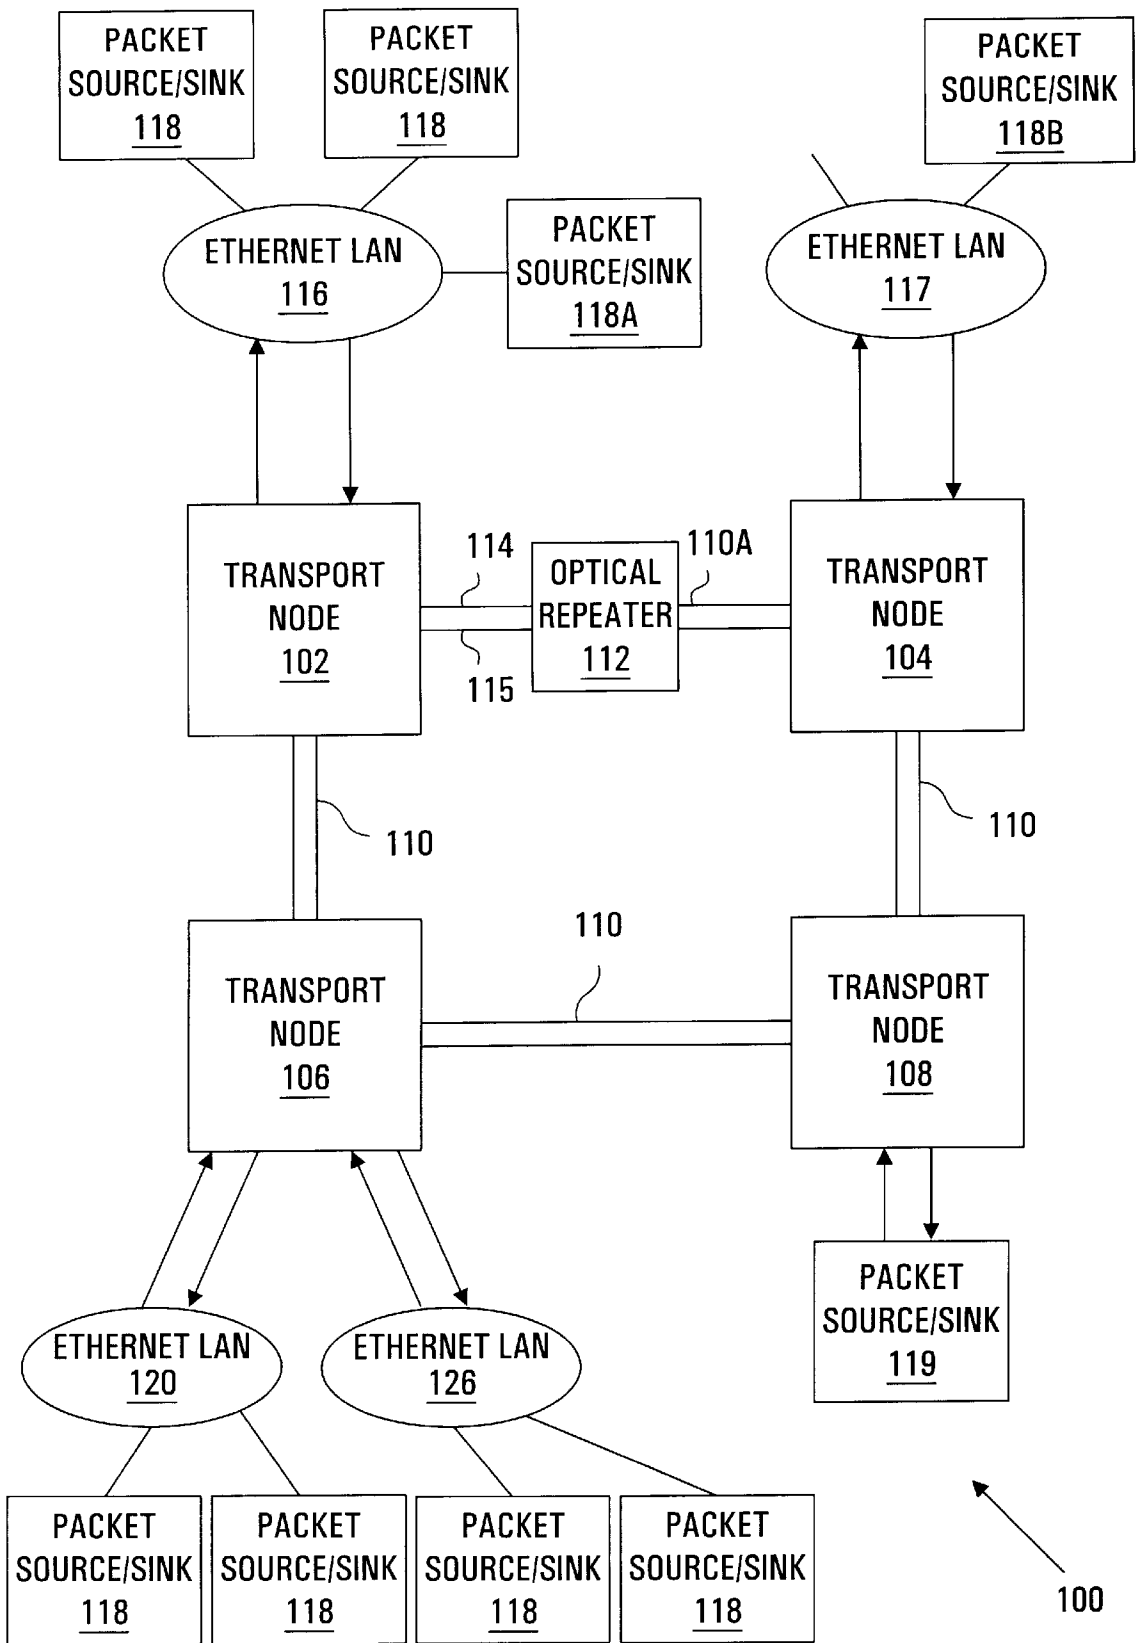 PACKET
SOURCE/SINK
118
PACKET
SOURCE/SINK
118
PACKET
SOURCE/SINK
118B
ETHERNET LAN
116
PACKET
SOURCE/SINK
118A
ETHERNET LAN
117
TRANSPORT
NODE
102
114
115
OPTICAL
REPEATER
112
110A
TRANSPORT
NODE
104
110
110
TRANSPORT
NODE
106
110
TRANSPORT
NODE
108
ETHERNET LAN
120
ETHERNET LAN
126
PACKET
SOURCE/SINK
119
PACKET
SOURCE/SINK
118
PACKET
SOURCE/SINK
118
PACKET
SOURCE/SINK
118
PACKET
SOURCE/SINK
118
100